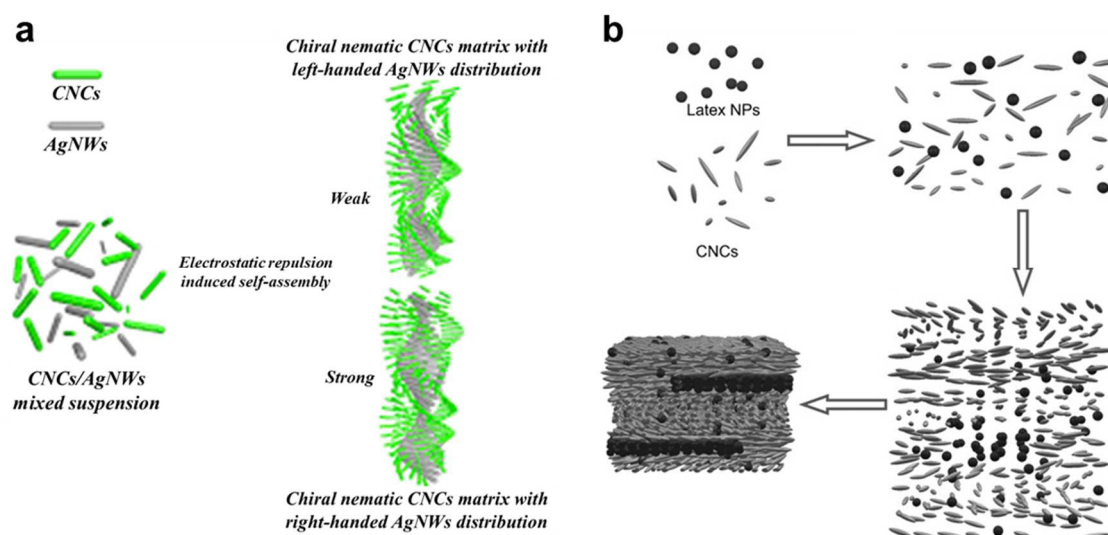 a
CNCs
AgNWs
CNCs/AgNWs
mixed suspension
Electrostatic repulsion
induced self-assembly
Chiral nematic CNCs matrix with
left-handed AgNWs distribution
Weak
Strong
Chiral nematic CNCs matrix with
right-handed AgNWs distribution
b
Latex NPs
CNCs